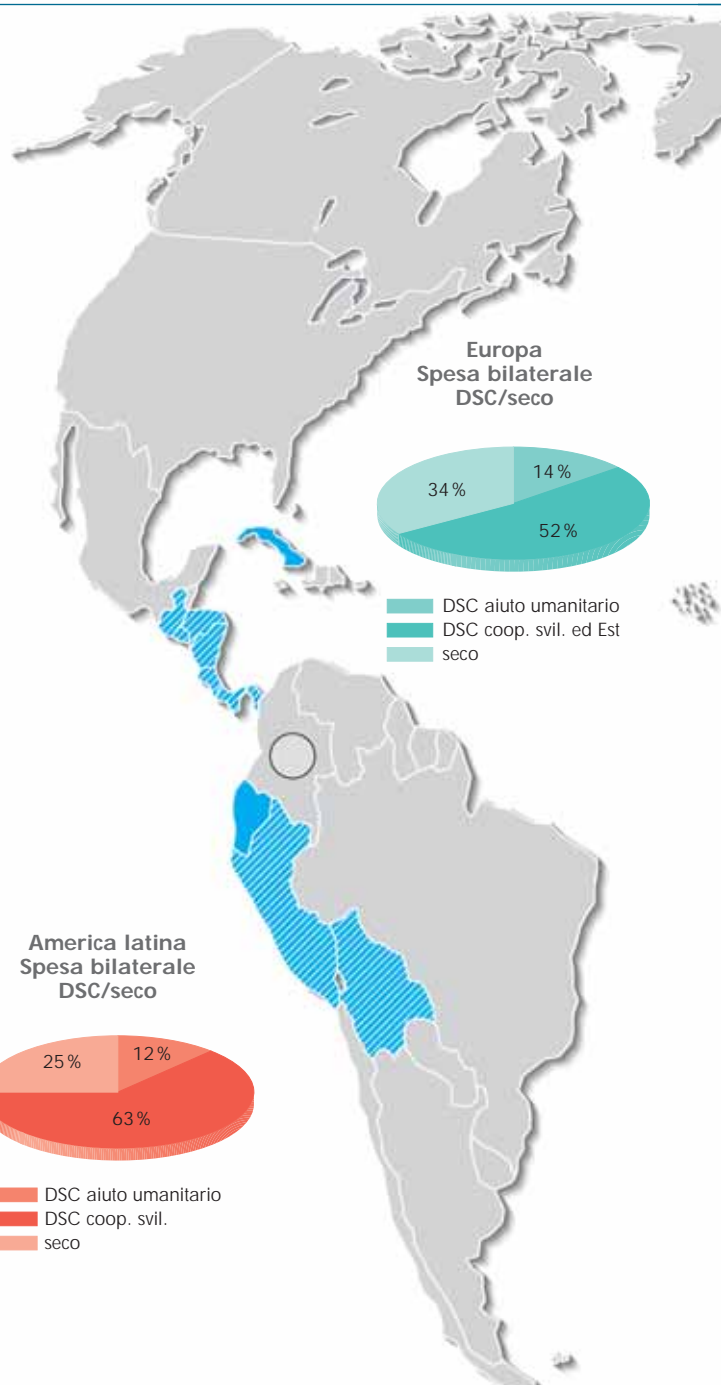 Europa
Spesa bilaterale
DSC/seco
14 %
34 %
52 %
DSC aiuto umanitario
DSC coop. svil. ed Est
seco
America latina
Spesa bilaterale
DSC/seco
25 %
12 %
63 %
DSC aiuto umanitario
DSC coop. svil.
seco